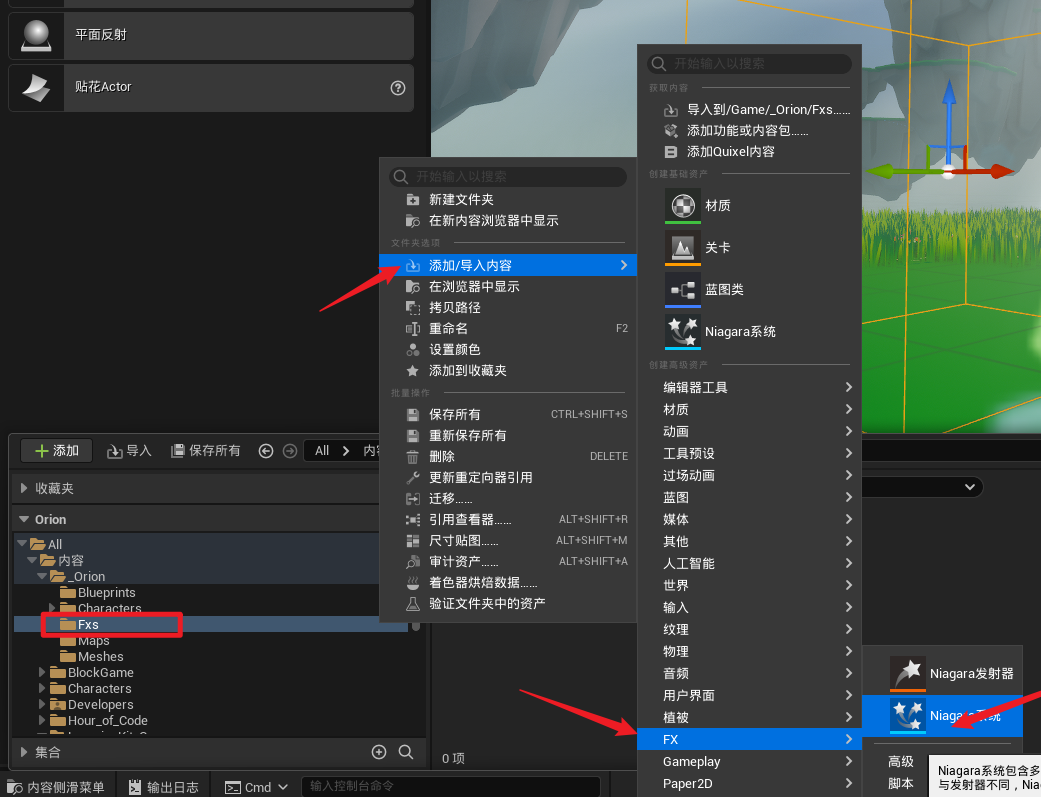 平面反射
贴花Actor
开始输入以搜索
新建文件夹
在新内容浏览器中显示
文件夹选项
添加/导入内容
在浏览器中显示
拷贝路径
重命名 F2
设置颜色
添加到收藏夹
批量操作
保存所有 CTRL+SHIFT+S
重新保存所有
删除 DELETE
更新重定向器引用
迁移……
引用查看器…… ALT+SHIFT+R
尺寸贴图…… ALT+SHIFT+M
审计资产…… ALT+SHIFT+A
着色器烘焙数据……
验证文件夹中的资产
开始输入以搜索
获取内容
导入到/Game/_Orion/Fxs……
添加功能或内容包……
添加Quixel内容
创建基础资产
材质
关卡
蓝图类
Niagara系统
创建高级资产
编辑器工具
材质
动画
工具预设
过场动画
蓝图
媒体
其他
人工智能
世界
输入
纹理
物理
音频
用户界面
植被
FX
Gameplay
Paper2D
Niagara发射器
Niagara系统
高级
脚本
Niagara系统包含多
与发射器不同，Nia
添加 导入 保存所有 All
收藏夹
Orion
All
内容
_Orion
Blueprints
Characters
Fxs
Maps
Meshes
BlockGame
Characters
Developers
Hour_of_Code
集合
0 项
内容侧滑菜单 输出日志 Cmd 输入控制台命令